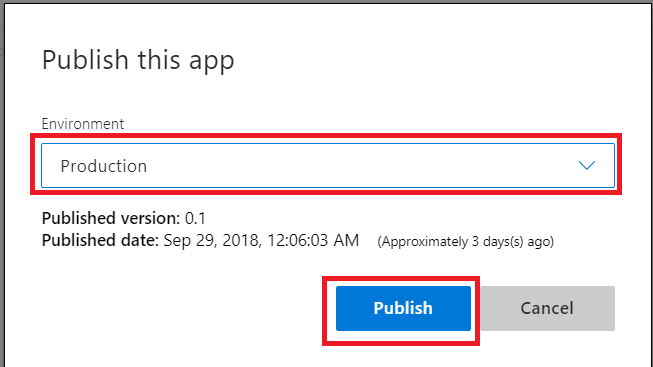 Publish this app
Environment
Production
Published version: 0.1
Published date: Sep 29, 2018, 12:06:03 AM (Approximately 3 days(s) ago)
Publish Cancel